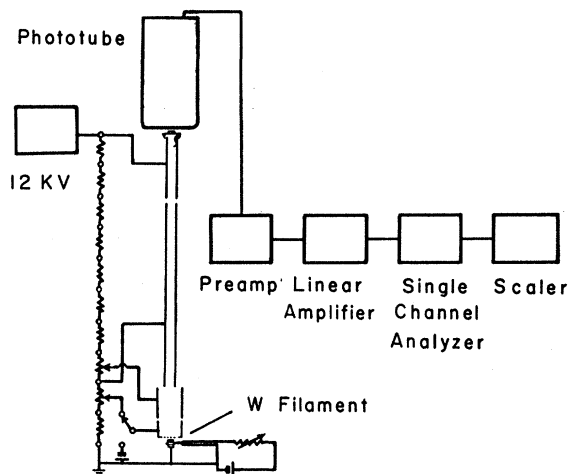 Phototube
12 KV
Preamp Linear Single Scaler
Amplifier Channel
Analyzer
W Filament